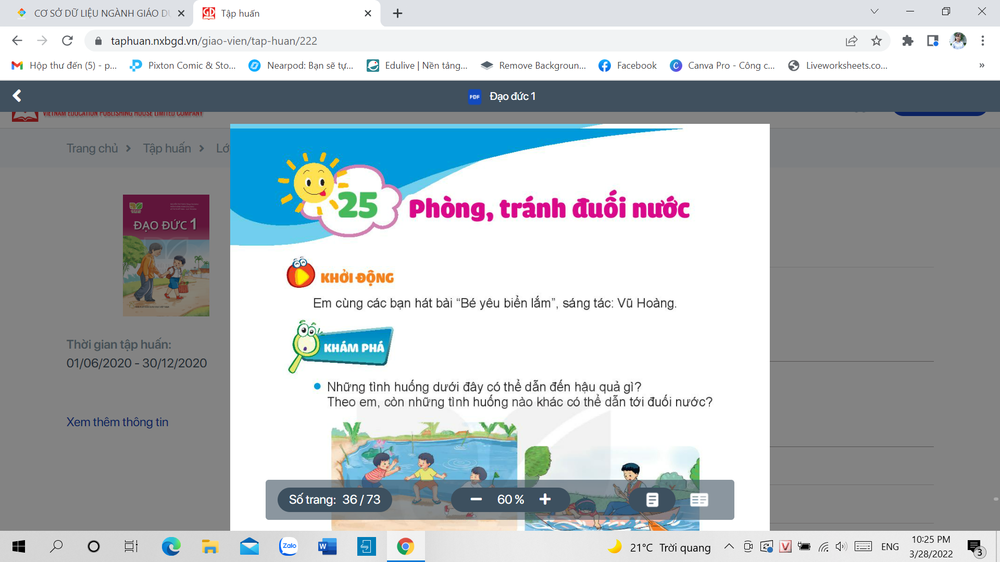 CƠ SỞ DỮ LIỆU NGÀNH GIÁO DỤ
Tập huấn
taphuan.nxbgd.vn/giao-vien/tap-huan/222
Hộp thư đến (5) - p...
Pixton Comic & Sto...
Nearpod: Bạn sẽ tự...
Edulive | Nền tảng...
Remove Backgroun...
Facebook
Canva Pro - Công c...
Liveworksheets.co...
»
PDF Đạo đức 1
VIETNAM EDUCATION PUBLISHING HOUSE LIMITED COMPANY
Trang chủ > Tập huấn > Lớ
ĐẠO ĐỨC 1
Thời gian tập huấn:
01/06/2020 - 30/12/2020
Xem thêm thông tin
25 Phòng, tránh đuối nước
KHỞI ĐỘNG
Em cùng các bạn hát bài “Bé yêu biển lắm”, sáng tác: Vũ Hoàng.
KHÁM PHÁ
Những tình huống dưới đây có thể dẫn đến hậu quả gì?
Theo em, còn những tình huống nào khác có thể dẫn tới đuối nước?
Số trang: 36 / 73
60 %
Zalo
W
21°C Trời quang
V
ENG
10:25 PM
3/28/2022
3